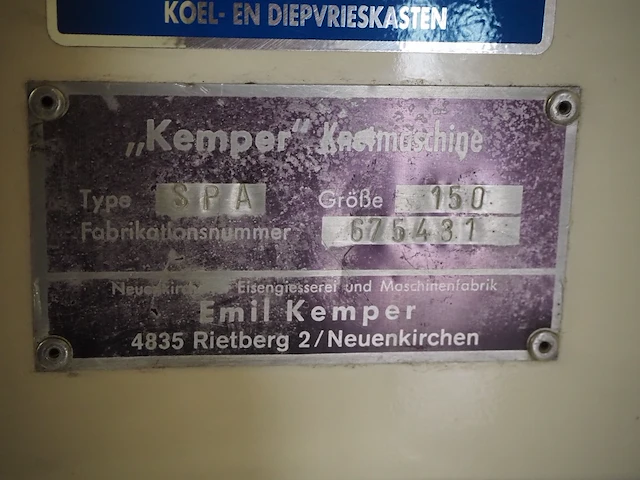 KOEL- EN DIEPVRIESKASTEN
„Kemper" Knetmaschine
Type SPA Größe 150
Fabrikationsnummer 675431
Neuenkirchener Eisengiesserei und Maschinenfabrik
Emil Kemper
4835 Rietberg 2/Neuenkirchen